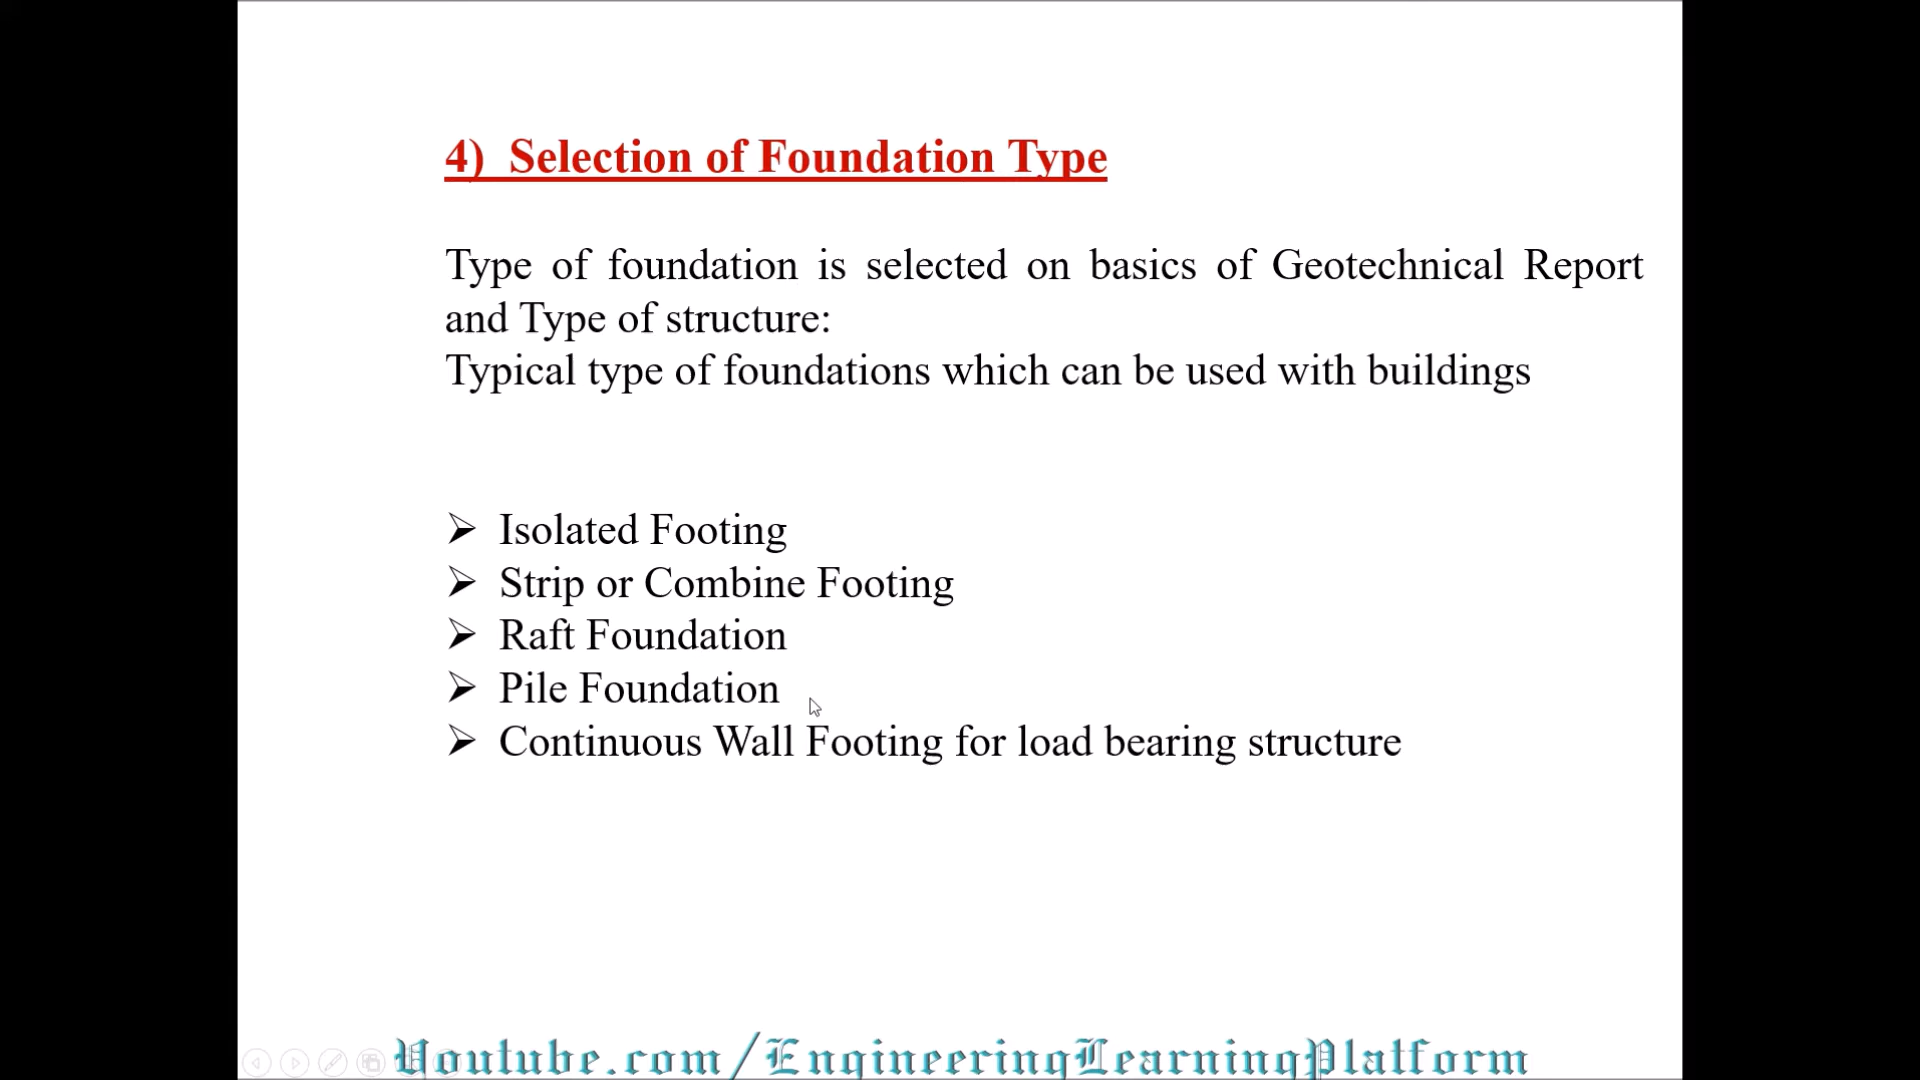 4) Selection of Foundation Type
Type of foundation is selected on basics of Geotechnical Report
and Type of structure:
Typical type of foundations which can be used with buildings
➢ Isolated Footing
➢ Strip or Combine Footing
➢ Raft Foundation
➢ Pile Foundation
➢ Continuous Wall Footing for load bearing structure
Youtube.com/EngineeringLearningPlatform